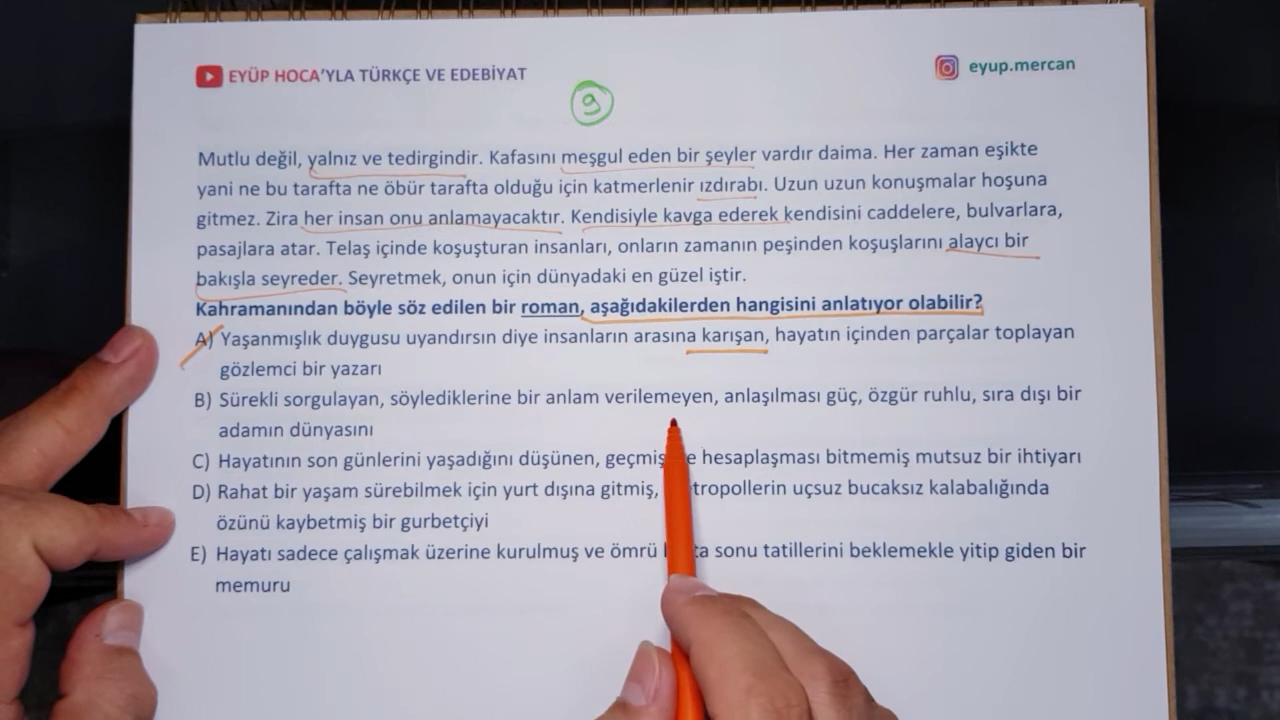 EYÜP HOCA'YLA TÜRKÇE VE EDEBİYAT
eyup.mercan
9
Mutlu değil, yalnız ve tedirgindir. Kafasını meşgul eden bir şeyler vardır daima. Her zaman eşikte
yani ne bu tarafta ne öbür tarafta olduğu için katmerlenir ızdırabı. Uzun uzun konuşmalar hoşuna
gitmez. Zira her insan onu anlamayacaktır. Kendisiyle kavga ederek kendisini caddelere, bulvarlara,
pasajlara atar. Telaş içinde koşuşturan insanları, onların zamanın peşinden koşuşlarını alaycı bir
bakışla seyreder. Seyretmek, onun için dünyadaki en güzel iştir.
Kahramanından böyle söz edilen bir roman, aşağıdakilerden hangisini anlatıyor olabilir?
A) Yaşanmışlık duygusu uyandırsın diye insanların arasına karışan, hayatın içinden parçalar toplayan
gözlemci bir yazarı
B) Sürekli sorgulayan, söylediklerine bir anlam verilemeyen, anlaşılması güç, özgür ruhlu, sıra dışı bir
adamın dünyasını
C) Hayatının son günlerini yaşadığını düşünen, hesaplaşması bitmemiş mutsuz bir ihtiyarı
D) Rahat bir yaşam sürebilmek için yurt dışına gitmiş, uçsuz bucaksız kalabalığında
özünü kaybetmiş bir gurbetçiyi
E) Hayatı sadece çalışmak üzerine kurulmuş ve ömrü sonu tatillerini beklemekle yitip giden bir
memuru